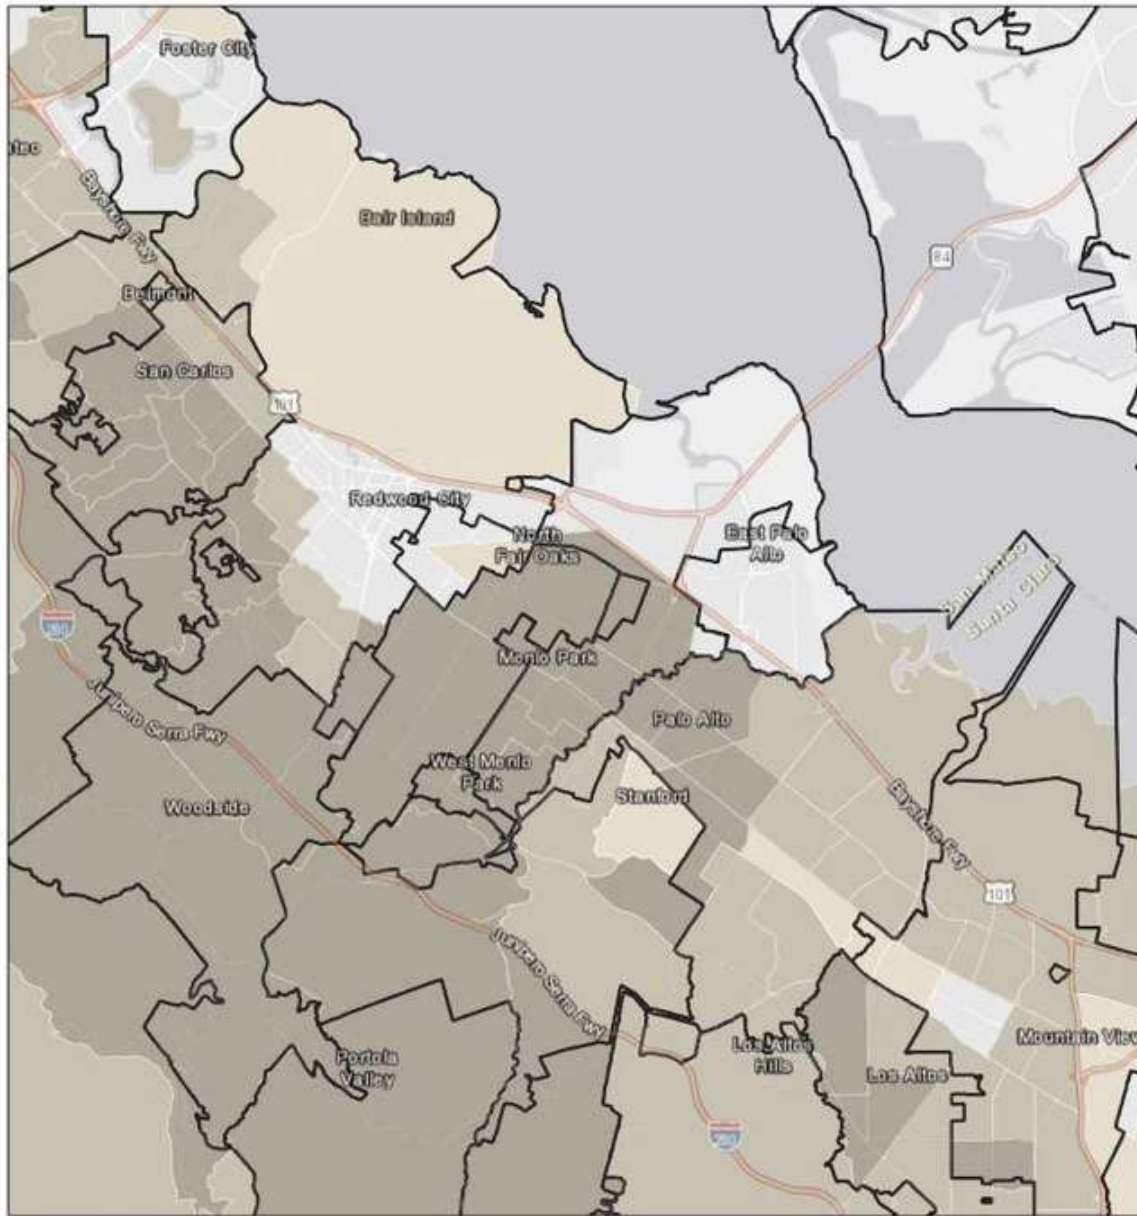 Foster City
ateo
Bayshore Fwy
Bair Island
84
Belmont
San Carlos
101
Redwood City
North
Fair Oaks
East Palo
Alto
San Mateo
Santa Clara
280
Menlo Park
Junipero Serra Fwy
Palo Alto
West Menlo
Park
Stanford
Woodside
Bayshore Fwy
101
Junipero Serra Fwy
Portola
Valley
Los Altos
Hills
Los Altos
Mountain View
280